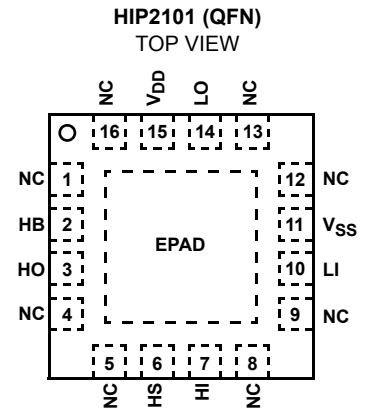 HIP2101 (QFN)
TOP VIEW
NC VDD LO NC
16 15 14 13
NC 1 12 NC
HB 2 11 VSS
EPAD
HO 3 10 LI
NC 4 9 NC
5 6 7 8
NC HS HI NC